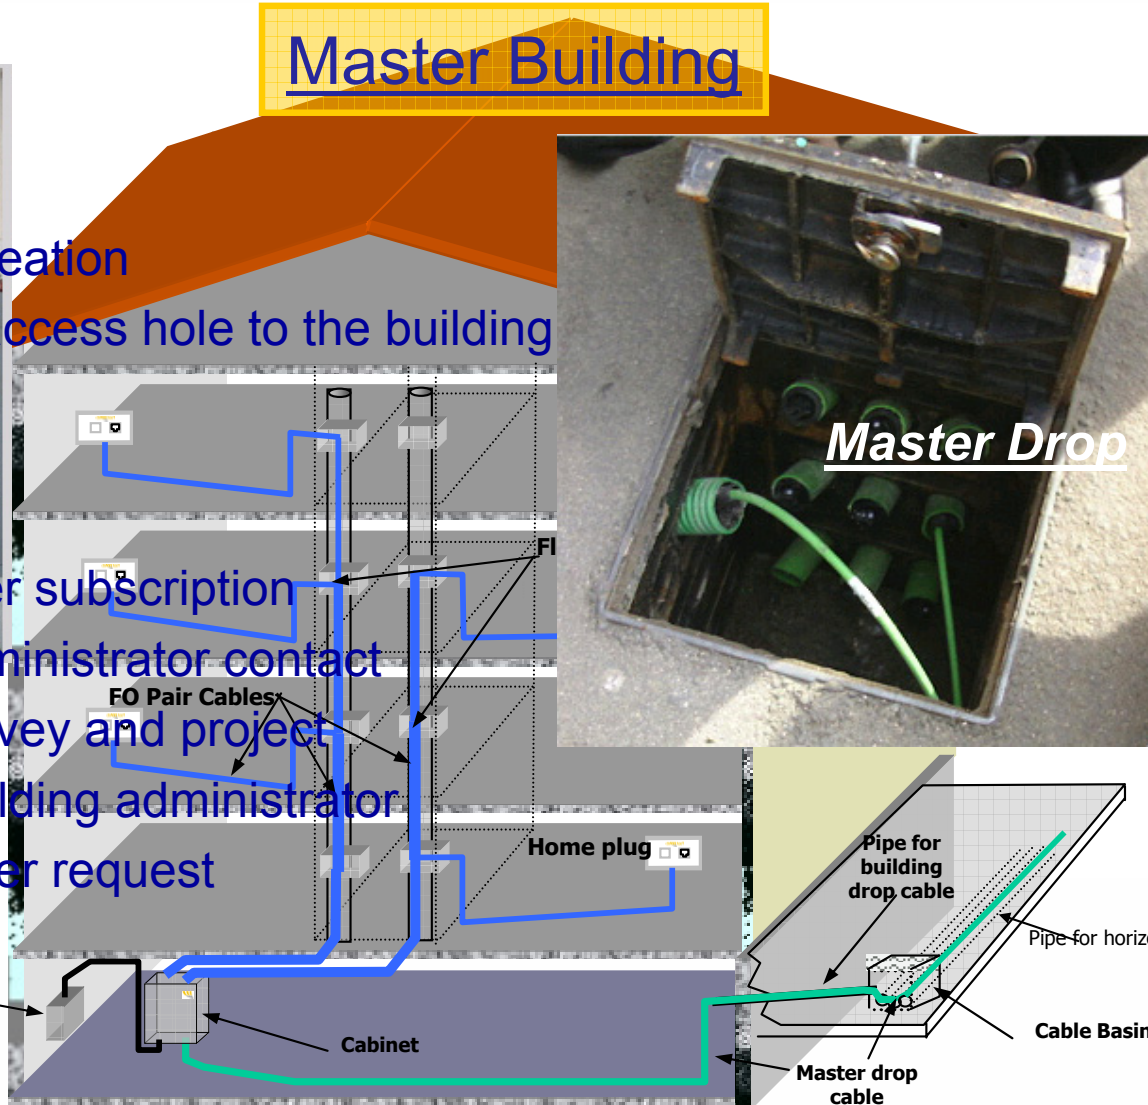 Master Building
eation
ccess hole to the building
Master Drop
Fl
er subscription
ministrator contact
FO Pair Cables
vey and project
lding administrator
er request
Home plug
Pipe for
building
drop cable
Pipe for horizo
Cable Basin
Cabinet
Master drop
cable